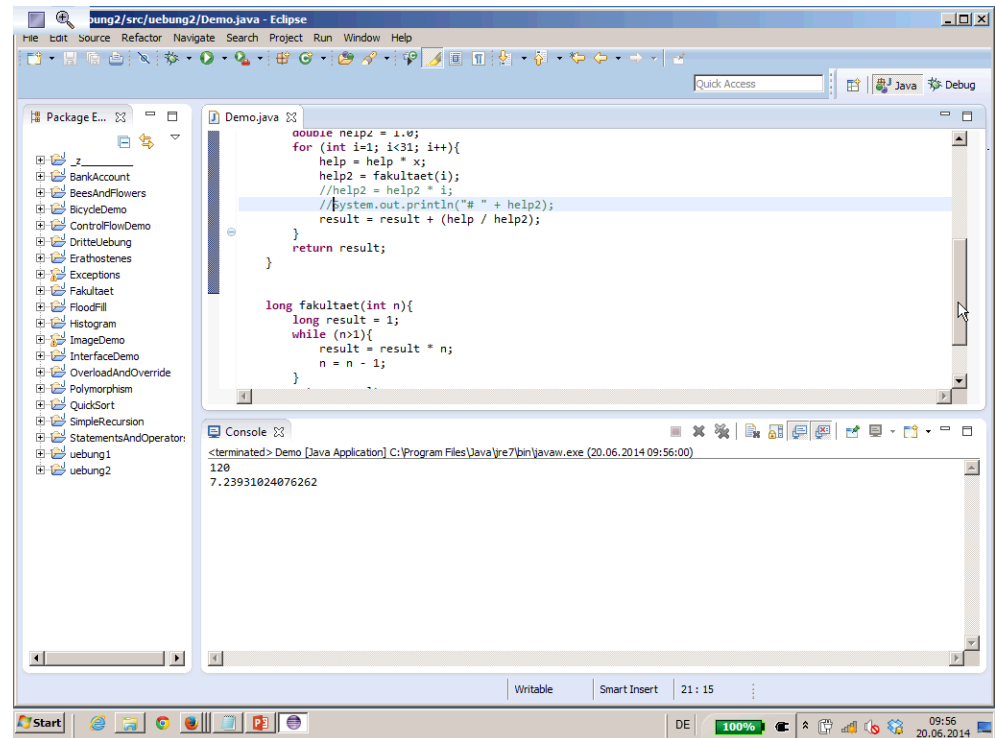 bung2/src/uebung2/Demo.java - Eclipse
File Edit Source Refactor Navigate Search Project Run Window Help
Quick Access
Java
Debug
Package E...
_z_________
BankAccount
BeesAndFlowers
BicycleDemo
ControlFlowDemo
DritteUebung
Erathostenes
Exceptions
Fakultaet
FloodFill
Histogram
ImageDemo
InterfaceDemo
OverloadAndOverride
Polymorphism
QuickSort
SimpleRecursion
StatementsAndOperator
uebung1
uebung2
Demo.java
double help2 = 1.0;
for (int i=1; i<31; i++){
help = help * x;
help2 = fakultaet(i);
//help2 = help2 * i;
//System.out.println("# " + help2);
result = result + (help / help2);
}
return result;
}
long fakultaet(int n){
long result = 1;
while (n>1){
result = result * n;
n = n - 1;
}
Console
<terminated> Demo [Java Application] C:\Program Files\Java\jre7\bin\javaw.exe (20.06.2014 09:56:00)
120
7.23931024076262
Writable
Smart Insert
21 : 15
Start
DE
100%
09:56
20.06.2014